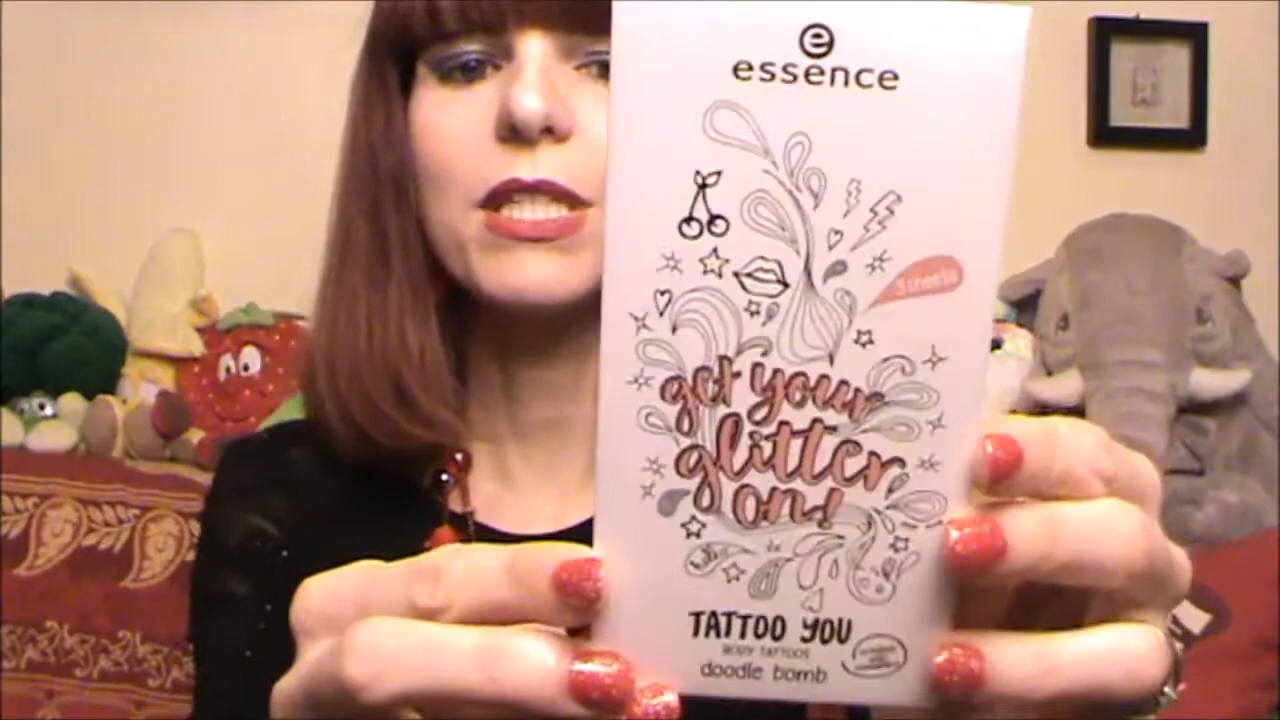 e
essence
3 sheets
get your
glitter
on!
TATTOO YOU
BODY TATTOOS
doodle bomb